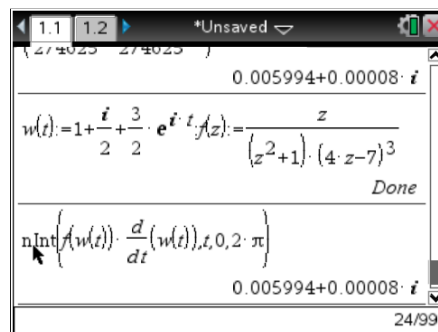 1.1 1.2 *Unsaved
0.005994+0.00008· i
w(t):=1+i/2+3/2· e^(i· t):f(z):=z/((z^2+1)·(4·z-7)^3)
Done
nInt(f(w(t))· d/dt(w(t)),t,0,2·π)
0.005994+0.00008· i
24/99